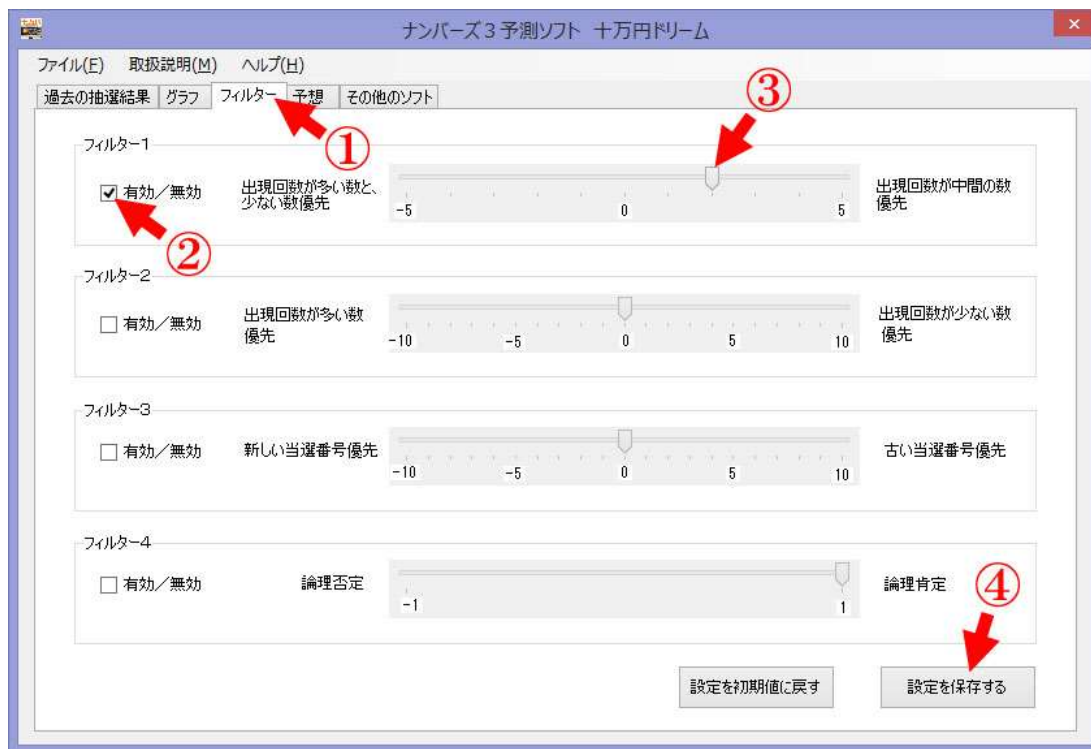 ナンバーズ3予測ソフト 十万円ドリーム
×
ファイル(F) 取扱説明(M) ヘルプ(H)
過去の抽選結果 グラフ フィルター 予想 その他のソフト
①
③
フィルター1
有効/無効
出現回数が多い数と、
少ない数優先
-5 0 5
出現回数が中間の数
優先
②
フィルター2
有効/無効
出現回数が多い数
優先
-10 -5 0 5 10
出現回数が少ない数
優先
フィルター3
有効/無効
新しい当選番号優先
-10 -5 0 5 10
古い当選番号優先
フィルター4
有効/無効
論理否定
-1 1
論理肯定
④
設定を初期値に戻す 設定を保存する